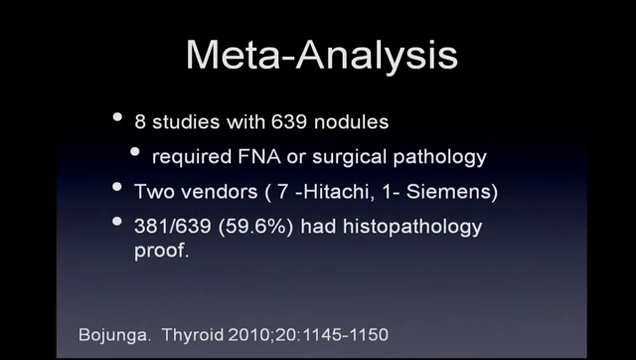 Meta-Analysis
• 8 studies with 639 nodules
• required FNA or surgical pathology
• Two vendors ( 7 -Hitachi, 1- Siemens)
• 381/639 (59.6%) had histopathology
proof.
Bojunga. Thyroid 2010;20:1145-1150